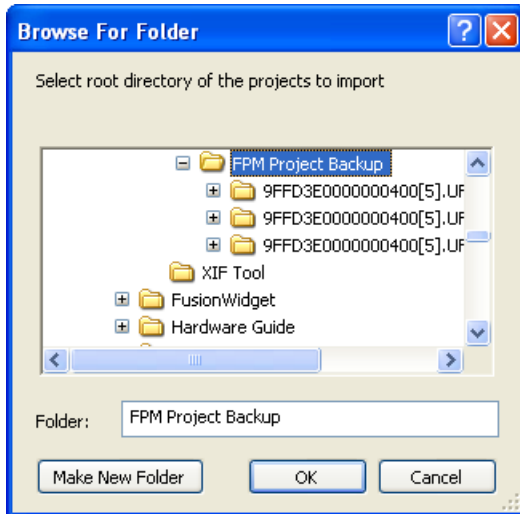 Browse For Folder
Select root directory of the projects to import
FPM Project Backup
9FFD3E0000000400[5].UF
9FFD3E0000000400[5].UF
9FFD3E0000000400[5].UF
XIF Tool
FusionWidget
Hardware Guide
Folder: FPM Project Backup
Make New Folder OK Cancel